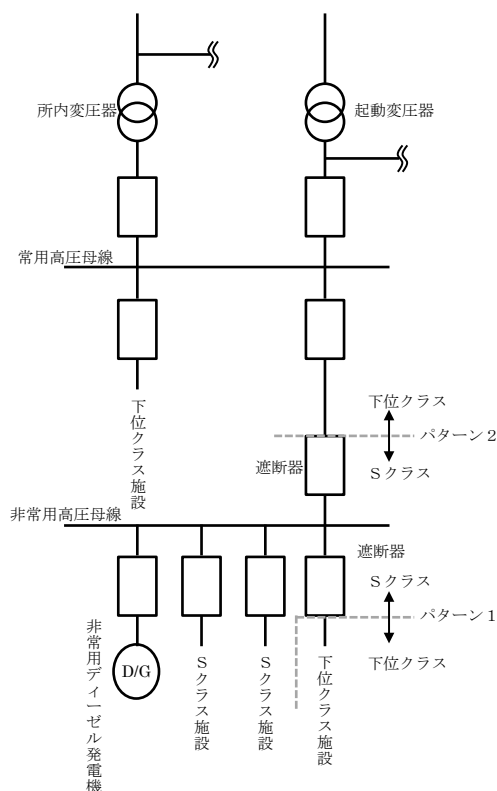 所内変圧器
起動変圧器
常用高圧母線
下位クラス施設
下位クラス
パターン2
Sクラス
遮断器
非常用高圧母線
遮断器
Sクラス
パターン1
下位クラス
D/G
非常用ディーゼル発電機
Sクラス施設
Sクラス施設
下位クラス施設